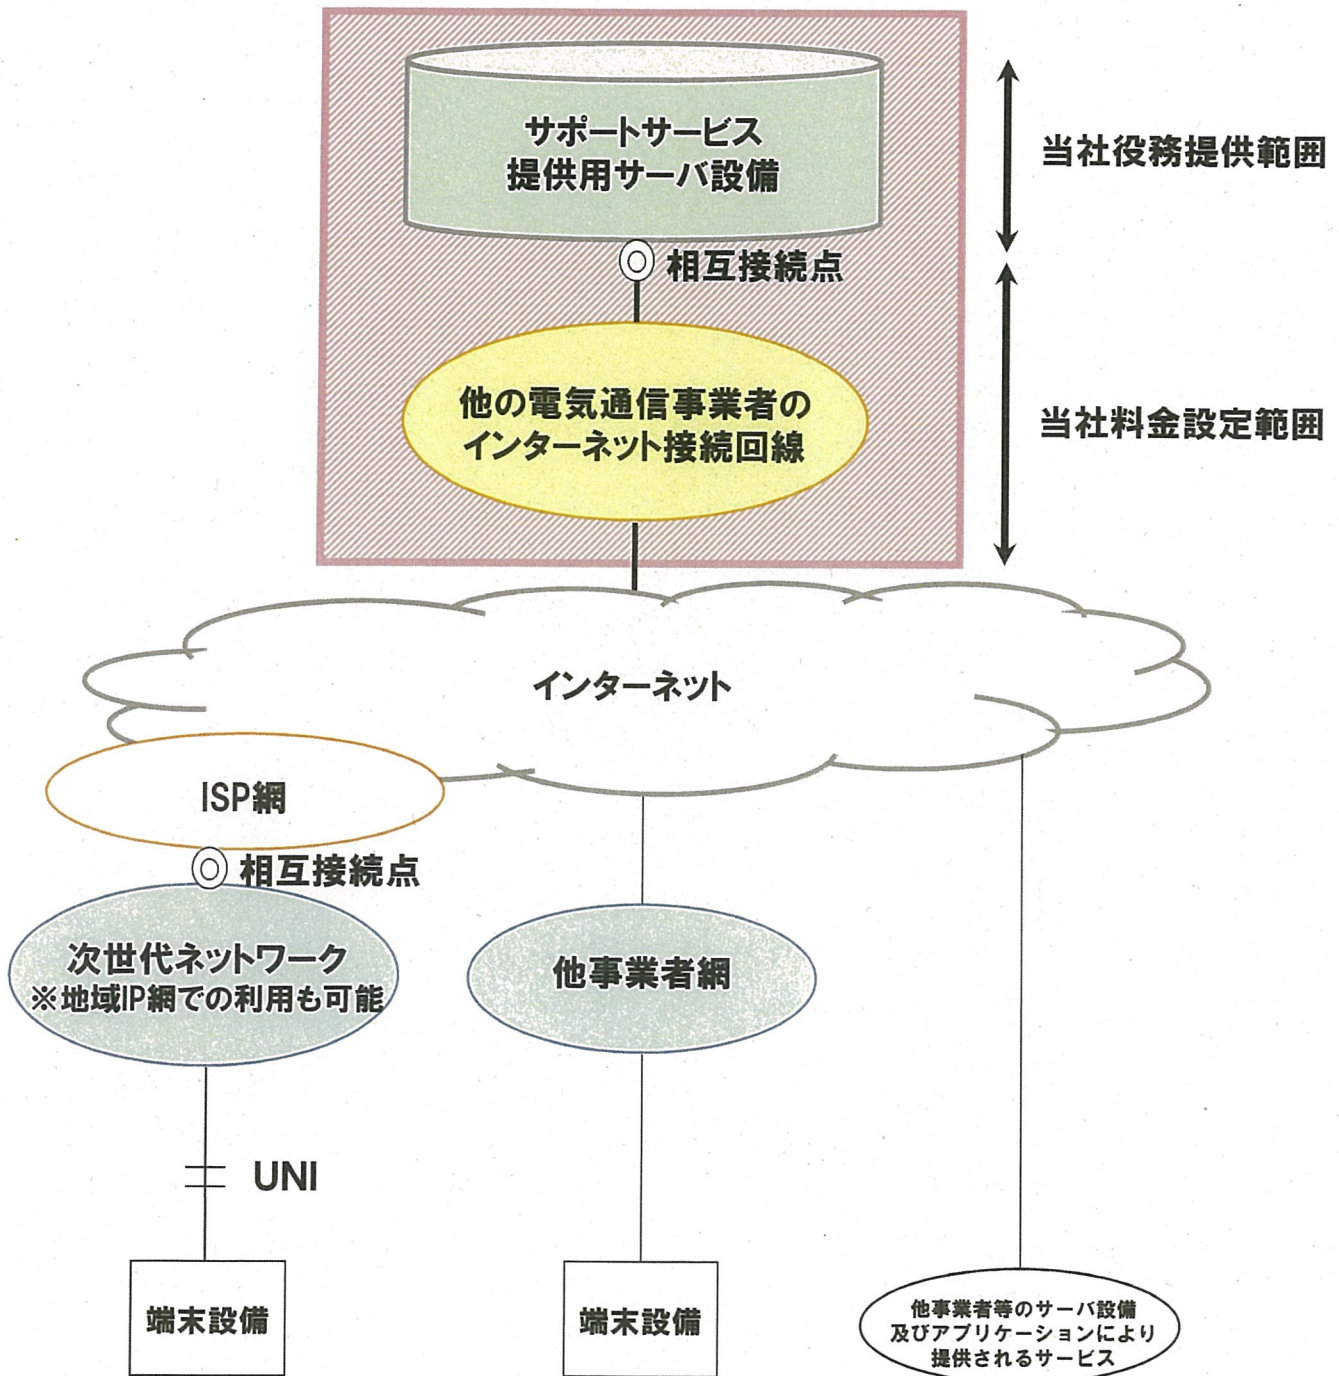 サポートサービス
提供用サーバ設備
当社役務提供範囲
相互接続点
他の電気通信事業者の
インターネット接続回線
当社料金設定範囲
インターネット
ISP網
相互接続点
次世代ネットワーク
※地域IP網での利用も可能
他事業者網
UNI
端末設備
端末設備
他事業者等のサーバ設備
及びアプリケーションにより
提供されるサービス